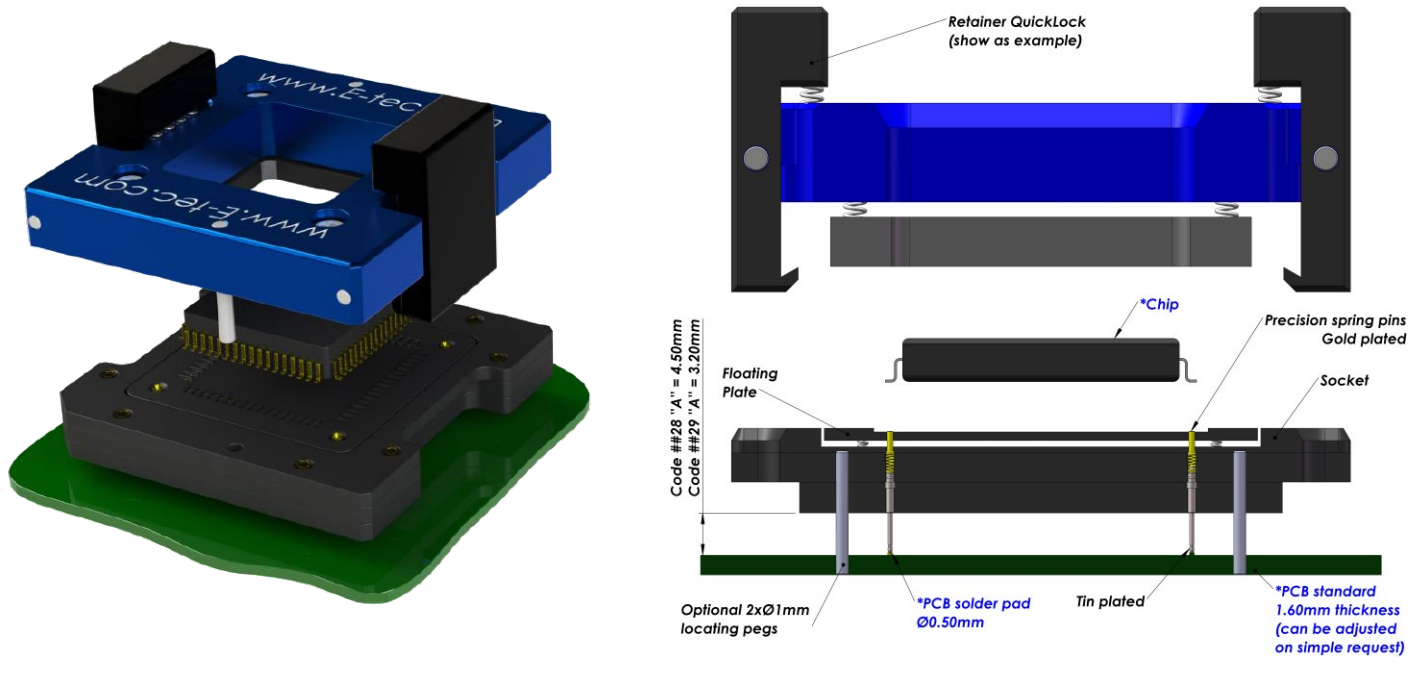 www.E-tec
www.E-tec.com
Retainer QuickLock
(show as example)
*Chip
Precision spring pins
Gold plated
Floating
Plate
Socket
Code ##28 "A" = 4.50mm
Code ##29 "A" = 3.20mm
Optional 2xØ1mm
locating pegs
*PCB solder pad
Ø0.50mm
Tin plated
*PCB standard
1.60mm thickness
(can be adjusted
on simple request)